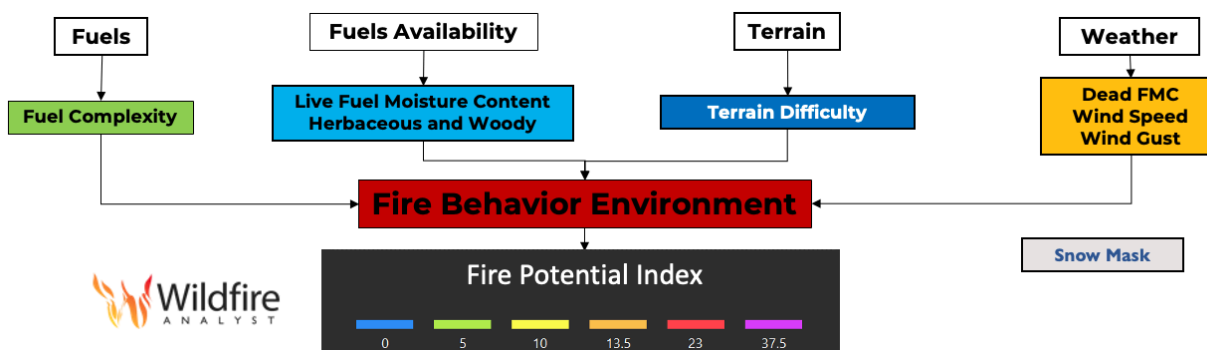 Fuels
Fuels Availability
Terrain
Weather
Fuel Complexity
Live Fuel Moisture Content
Herbaceous and Woody
Terrain Difficulty
Dead FMC
Wind Speed
Wind Gust
Fire Behavior Environment
Snow Mask
Fire Potential Index
Wildfire
ANALYST
0 5 10 13.5 23 37.5